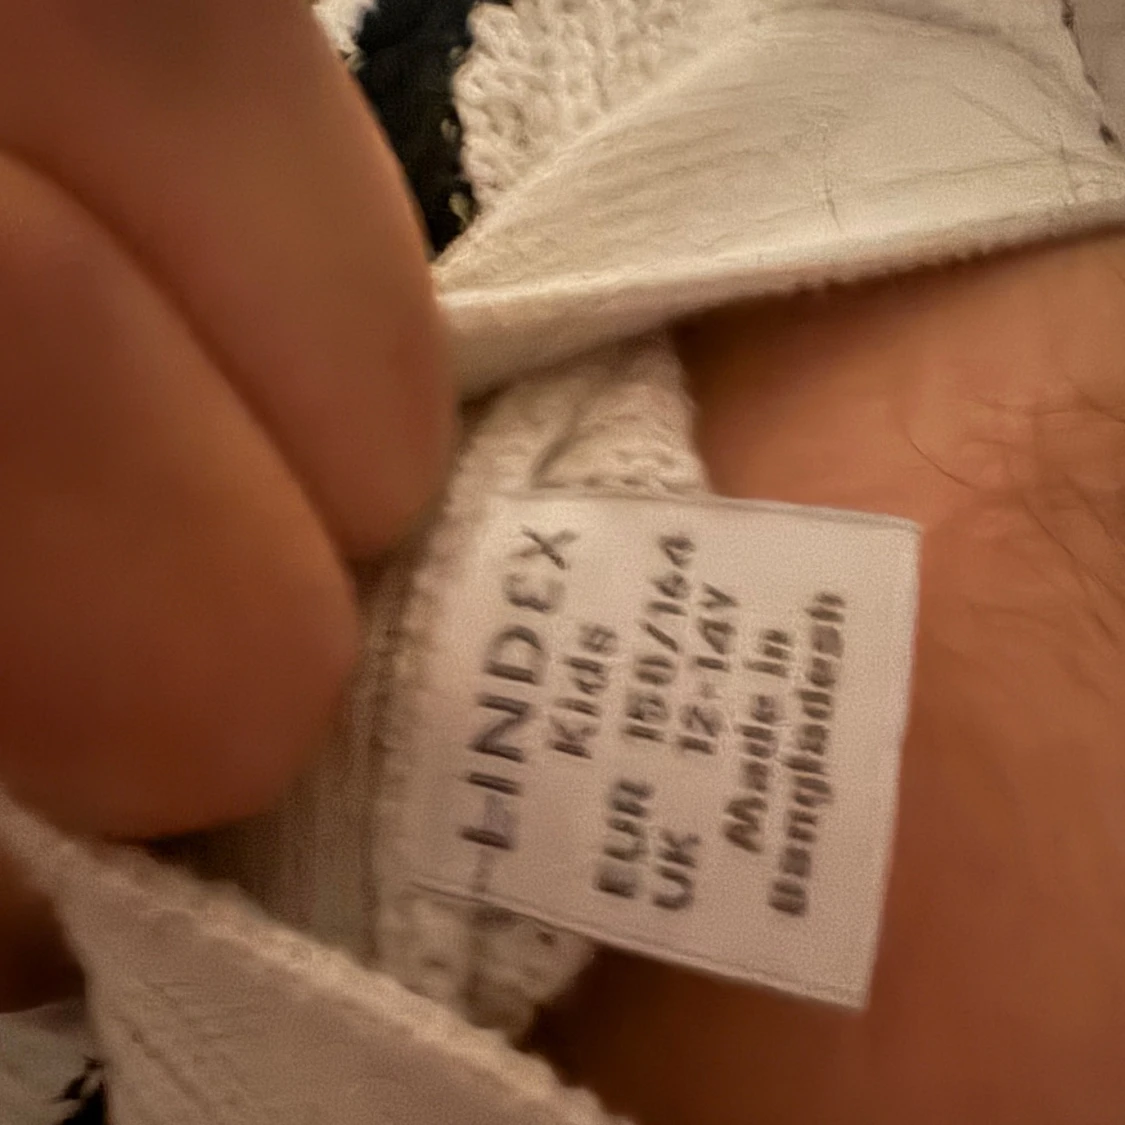 LINDEX
Kids
EUR 158/164
UK 12-14Y
Made in
Bangladesh